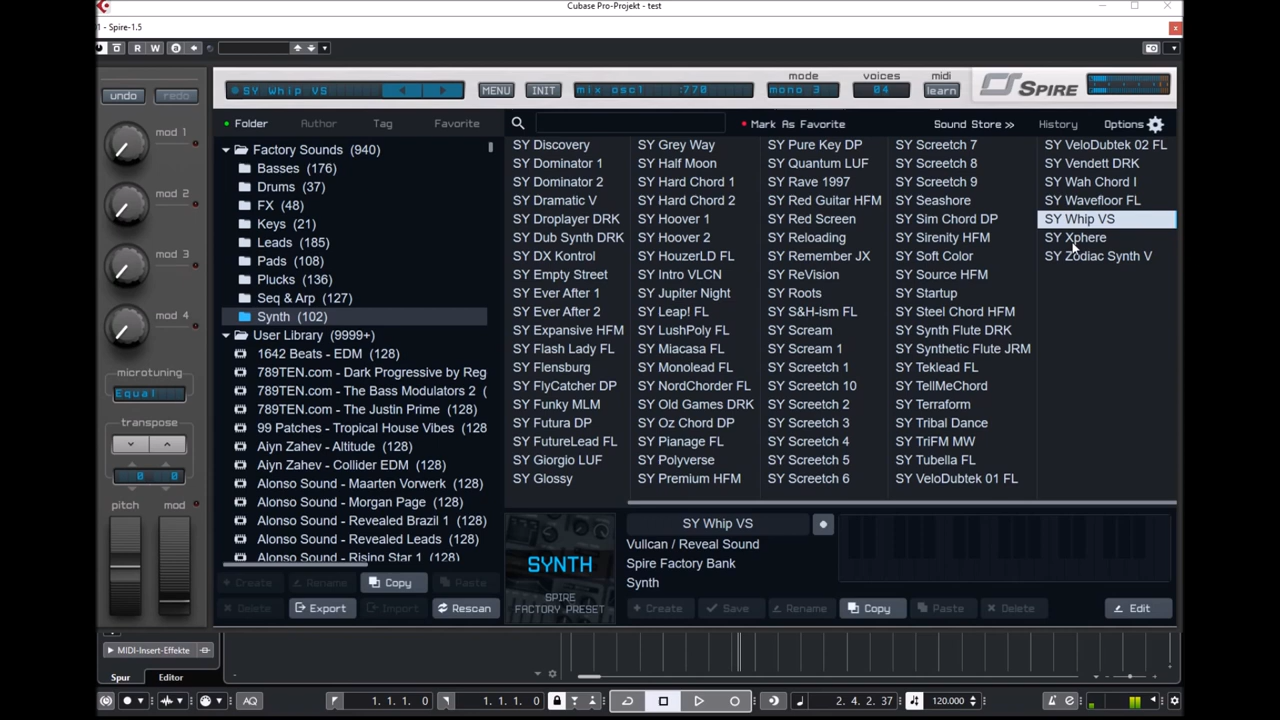 Cubase Pro-Projekt - test
1 - Spire-1.5
R W
SY Whip VS
MENU
INIT
mix osc1 :770
mode
mono 3
voices
04
midi
learn
SPIRE
undo
redo
mod 1
mod 2
mod 3
mod 4
microtuning
Equal
transpose
0 0
pitch
mod
Folder
Author
Tag
Favorite
Mark As Favorite
Sound Store »
History
Options
Factory Sounds (940)
Basses (176)
Drums (37)
FX (48)
Keys (21)
Leads (185)
Pads (108)
Plucks (136)
Seq & Arp (127)
Synth (102)
User Library (9999+)
1642 Beats - EDM (128)
789TEN.com - Dark Progressive by Reg
789TEN.com - The Bass Modulators 2 (
789TEN.com - The Justin Prime (128)
99 Patches - Tropical House Vibes (128
Aiyn Zahev - Altitude (128)
Aiyn Zahev - Collider EDM (128)
Alonso Sound - Maarten Vorwerk (128)
Alonso Sound - Morgan Page (128)
Alonso Sound - Revealed Brazil 1 (128)
Alonso Sound - Revealed Leads (128)
Alonso Sound - Rising Star 1 (128)
SY Discovery
SY Dominator 1
SY Dominator 2
SY Dramatic V
SY Droplayer DRK
SY Dub Synth DRK
SY DX Kontrol
SY Empty Street
SY Ever After 1
SY Ever After 2
SY Expansive HFM
SY Flash Lady FL
SY Flensburg
SY FlyCatcher DP
SY Funky MLM
SY Futura DP
SY FutureLead FL
SY Giorgio LUF
SY Glossy
SY Grey Way
SY Half Moon
SY Hard Chord 1
SY Hard Chord 2
SY Hoover 1
SY Hoover 2
SY HouzerLD FL
SY Intro VLCN
SY Jupiter Night
SY Leap! FL
SY LushPoly FL
SY Miacasa FL
SY Monolead FL
SY NordChorder FL
SY Old Games DRK
SY Oz Chord DP
SY Pianage FL
SY Polyverse
SY Premium HFM
SY Pure Key DP
SY Quantum LUF
SY Rave 1997
SY Red Guitar HFM
SY Red Screen
SY Reloading
SY Remember JX
SY ReVision
SY Roots
SY S&H-ism FL
SY Scream
SY Scream 1
SY Screetch 1
SY Screetch 10
SY Screetch 2
SY Screetch 3
SY Screetch 4
SY Screetch 5
SY Screetch 6
SY Screetch 7
SY Screetch 8
SY Screetch 9
SY Seashore
SY Sim Chord DP
SY Sirenity HFM
SY Soft Color
SY Source HFM
SY Startup
SY Steel Chord HFM
SY Synth Flute DRK
SY Synthetic Flute JRM
SY Teklead FL
SY TellMeChord
SY Terraform
SY Tribal Dance
SY TriFM MW
SY Tubella FL
SY VeloDubtek 01 FL
SY VeloDubtek 02 FL
SY Vendett DRK
SY Wah Chord I
SY Wavefloor FL
SY Whip VS
SY Xphere
SY Zodiac Synth V
Create
Rename
Copy
Paste
Delete
Export
Import
Rescan
SYNTH
SPIRE
FACTORY PRESET
SY Whip VS
Vullcan / Reveal Sound
Spire Factory Bank
Synth
Create
Save
Rename
Copy
Paste
Delete
Edit
MIDI-Insert-Effekte
Spur
Editor
AQ
1. 1. 1. 0
1. 1. 1. 0
2. 4. 2. 37
120.000